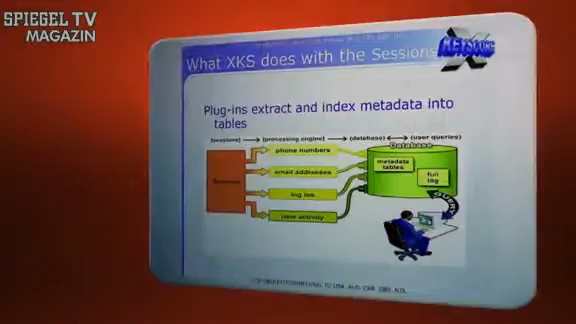 SPIEGEL TV
MAGAZIN
What XKS does with the Sessions
KEYSCORE
Plug-ins extract and index metadata into
tables
[sessions] [processing engine] (database) (user queries)
phone numbers
email addresses
log ins
user activity
Database
metadata
tables
full
log